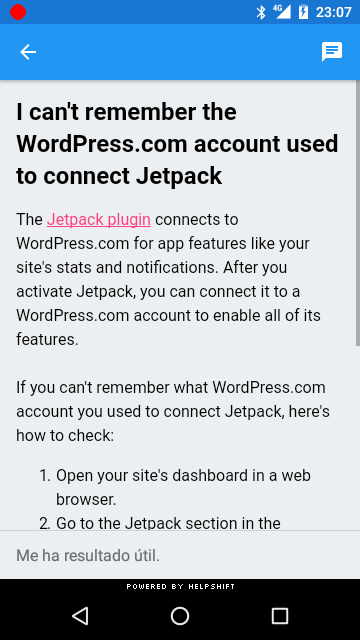 4G 23:07
I can't remember the
WordPress.com account used
to connect Jetpack
The Jetpack plugin connects to
WordPress.com for app features like your
site's stats and notifications. After you
activate Jetpack, you can connect it to a
WordPress.com account to enable all of its
features.
If you can't remember what WordPress.com
account you used to connect Jetpack, here's
how to check:
1. Open your site's dashboard in a web
browser.
2. Go to the Jetpack section in the
Me ha resultado útil.
POWERED BY HELPSHIFT